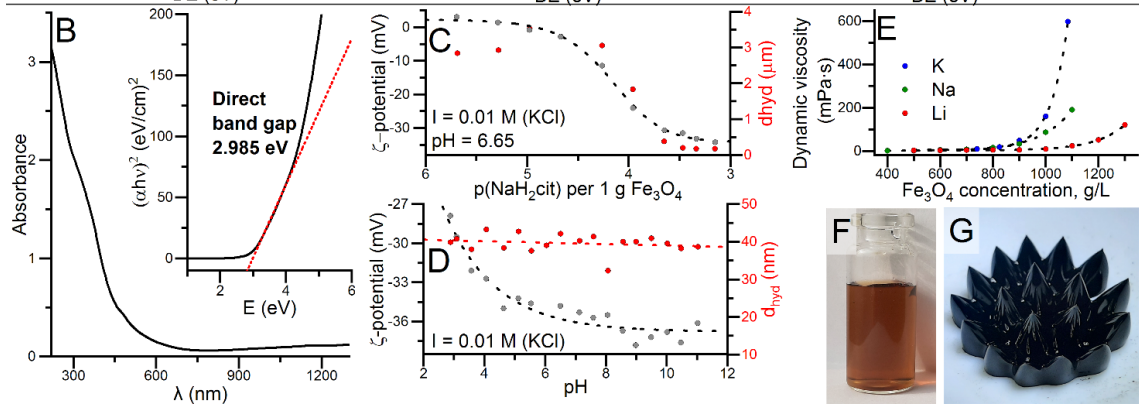 B
Absorbance
3
2
1
0
300 600 900 1200
λ (nm)
(αhν)² (eV/cm)²
200
150
100
50
0
Direct
band gap
2.985 eV
0 2 4 6
E (eV)
C
ζ-potential (mV)
0
-10
-20
-30
I = 0.01 M (KCl)
pH = 6.65
dhyd (µm)
4
3
2
1
0
6 5 4 3
p(NaH₂cit) per 1 g Fe₃O₄
D
ζ-potential (mV)
-27
-30
-33
-36
I = 0.01 M (KCl)
d_hyd (nm)
50
40
30
20
10
2 4 6 8 10 12
pH
E
Dynamic viscosity
(mPa·s)
600
400
200
0
K
Na
Li
400 600 800 1000 1200
Fe₃O₄ concentration, g/L
F
G